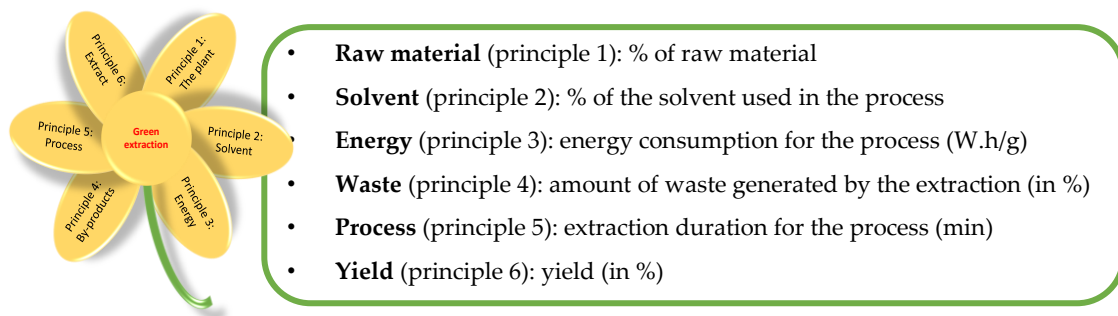 Principle 1:
The plant
Principle 2:
Solvent
Principle 3:
Energy
Principle 4:
By-products
Principle 5:
Process
Principle 6:
Extract
Green
extraction
• Raw material (principle 1): % of raw material
• Solvent (principle 2): % of the solvent used in the process
• Energy (principle 3): energy consumption for the process (W.h/g)
• Waste (principle 4): amount of waste generated by the extraction (in %)
• Process (principle 5): extraction duration for the process (min)
• Yield (principle 6): yield (in %)